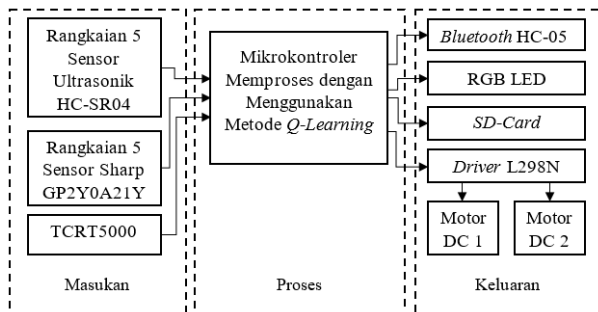 Rangkaian 5
Sensor
Ultrasonik
HC-SR04
Rangkaian 5
Sensor Sharp
GP2Y0A21Y
TCRT5000
Masukan
Mikrokontroler
Memproses dengan
Menggunakan
Metode Q-Learning
Proses
Bluetooth HC-05
RGB LED
SD-Card
Driver L298N
Motor
DC 1
Motor
DC 2
Keluaran